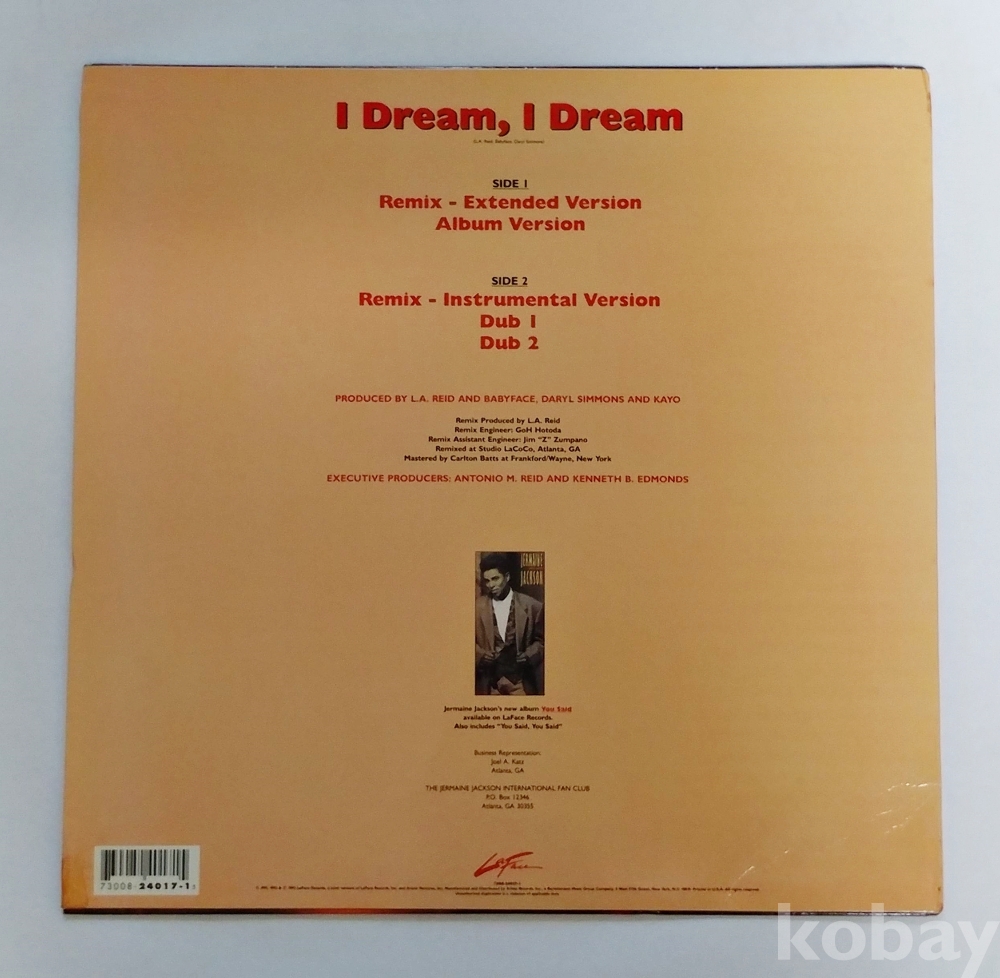 I Dream, I Dream
(L.A. Reid, Babyface, Daryl Simmons)
SIDE 1
Remix - Extended Version
Album Version
SIDE 2
Remix - Instrumental Version
Dub 1
Dub 2
PRODUCED BY L.A. REID AND BABYFACE, DARYL SIMMONS AND KAYO
Remix Produced by L.A. Reid
Remix Engineer: GoH Hotoda
Remix Assistant Engineer: Jim "Z" Zumpano
Remixed at Studio LaCoCo, Atlanta, GA
Mastered by Carlton Batts at Frankford/Wayne, New York
EXECUTIVE PRODUCERS: ANTONIO M. REID AND KENNETH B. EDMONDS
JERMAINE
JACKSON
Jermaine Jackson's new album You Said
available on LaFace Records.
Also includes "You Said, You Said"
Business Representation:
Joel A. Katz
Atlanta, GA
THE JERMAINE JACKSON INTERNATIONAL FAN CLUB
P.O. Box 12346
Atlanta, GA 30355
LaFace
73008 24017-1
kobay